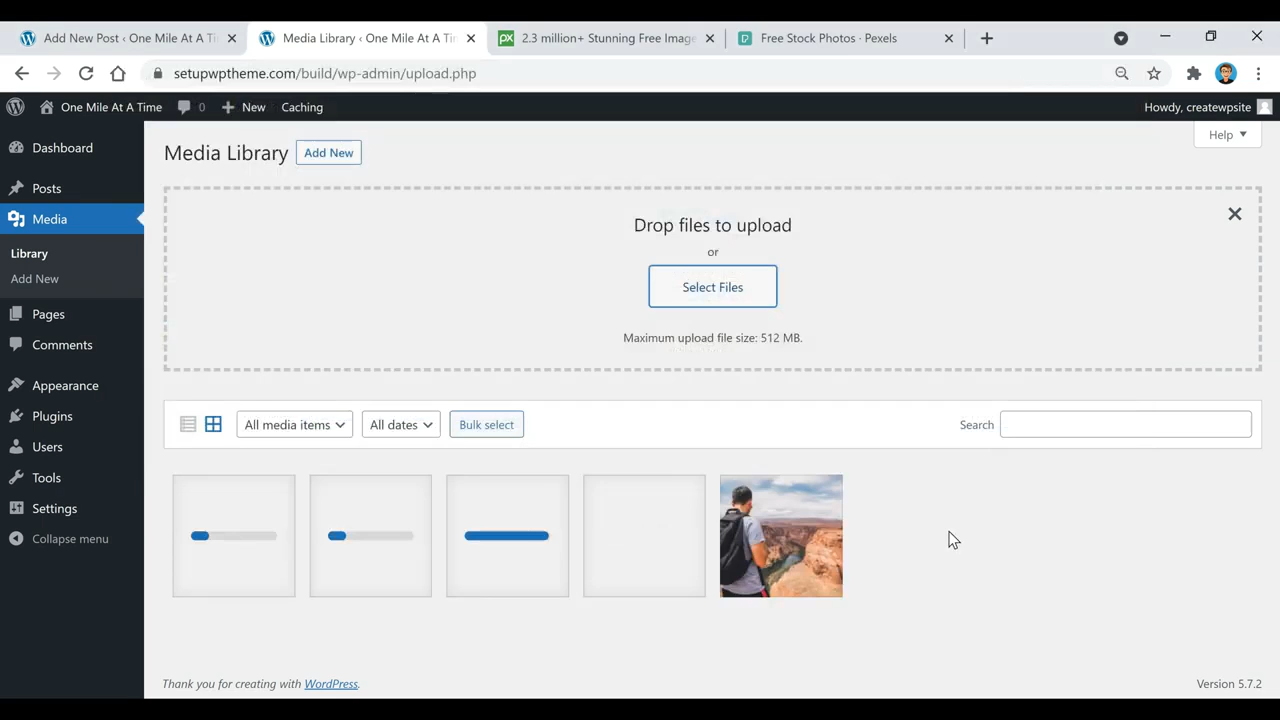 Add New Post ‹ One Mile At A Ti
Media Library ‹ One Mile At A Time
px
2.3 million+ Stunning Free Image
Free Stock Photos · Pexels
setupwptheme.com/build/wp-admin/upload.php
One Mile At A Time
0
New
Caching
Howdy, createwpsite
Dashboard
Posts
Media
Library
Add New
Pages
Comments
Appearance
Plugins
Users
Tools
Settings
Collapse menu
Media Library
Add New
Help
Drop files to upload
or
Select Files
Maximum upload file size: 512 MB.
All media items
All dates
Bulk select
Search
Thank you for creating with WordPress.
Version 5.7.2